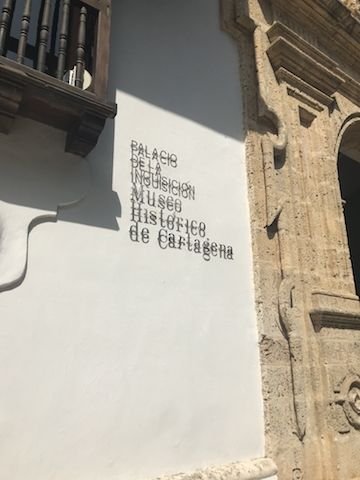 PALACIO
DE LA
INQUISICIÓN
Museo
Histórico
de Cartagena